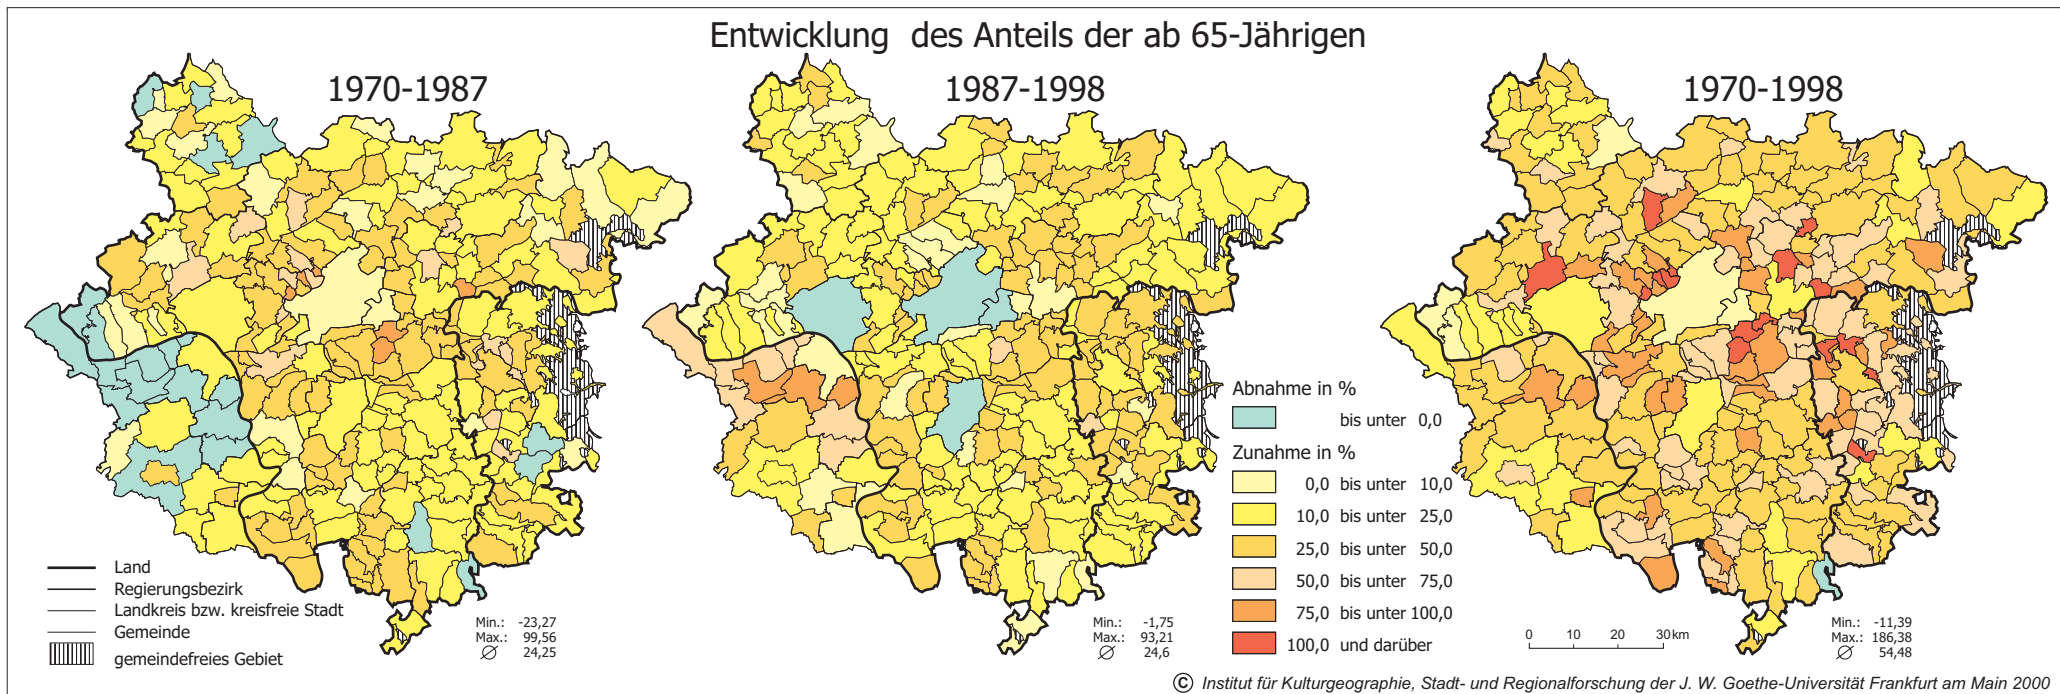 Entwicklung des Anteils der ab 65-Jährigen
1970-1987
1987-1998
1970-1998
Abnahme in %
bis unter 0,0
Zunahme in %
0,0 bis unter 10,0
10,0 bis unter 25,0
25,0 bis unter 50,0
50,0 bis unter 75,0
75,0 bis unter 100,0
100,0 und darüber
Land
Regierungsbezirk
Landkreis bzw. kreisfreie Stadt
Gemeinde
gemeindefreies Gebiet
Min.: -23,27
Max.: 99,56
Ø 24,25
Min.: -1,75
Max.: 93,21
Ø 24,6
0 10 20 30 km
Min.: -11,39
Max.: 186,38
Ø 54,48
© Institut für Kulturgeographie, Stadt- und Regionalforschung der J. W. Goethe-Universität Frankfurt am Main 2000